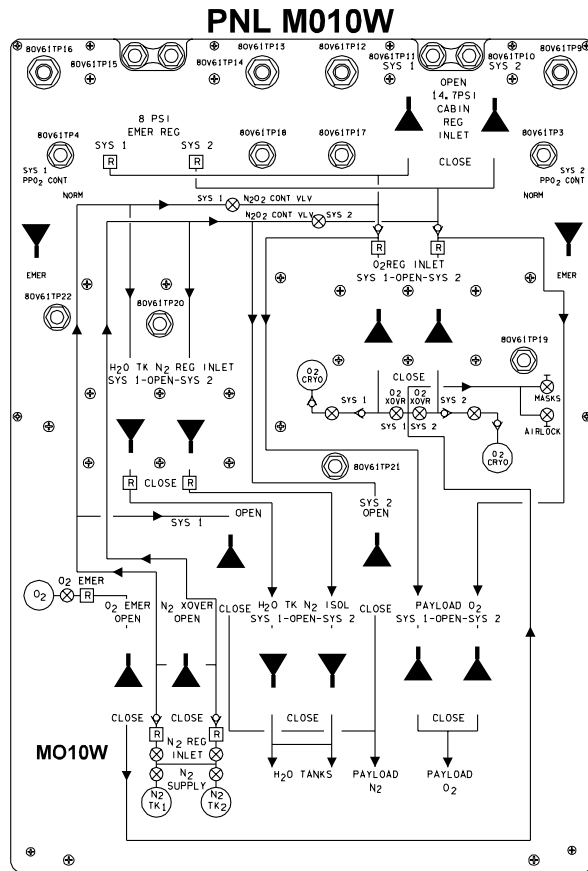 PNL M010W
80V61TP16
80V61TP15
80V61TP14
80V61TP13
80V61TP12
80V61TP11
SYS 1
80V61TP10
SYS 2
80V61TP9
OPEN
14.7PSI
CABIN
REG
INLET
CLOSE
8 PSI
EMER REG
SYS 1
SYS 2
R
R
80V61TP4
80V61TP18
80V61TP17
80V61TP3
SYS 1
PPO2 CONT
SYS 2
PPO2 CONT
NORM
NORM
SYS 1
N2O2 CONT VLV
N2O2 CONT VLV
SYS 2
R
R
EMER
EMER
O2REG INLET
SYS 1-OPEN-SYS 2
80V61TP22
80V61TP20
80V61TP19
H2O TK N2 REG INLET
SYS 1-OPEN-SYS 2
O2
CRYO
CLOSE
SYS 1
O2
XOVR
O2
XOVR
SYS 2
SYS 1
SYS 2
MASKS
AIRLOCK
O2
CRYO
80V61TP21
R
CLOSE
R
SYS 1
OPEN
SYS 2
OPEN
O2
O2 EMER
R
O2 EMER
OPEN
N2 XOVER
OPEN
CLOSE
H2O TK N2 ISOL
SYS 1-OPEN-SYS 2
CLOSE
PAYLOAD O2
SYS 1-OPEN-SYS 2
CLOSE
CLOSE
CLOSE
CLOSE
R
R
MO10W
N2 REG
INLET
N2
SUPPLY
N2
TK1
N2
TK2
H2O TANKS
PAYLOAD
N2
PAYLOAD
O2